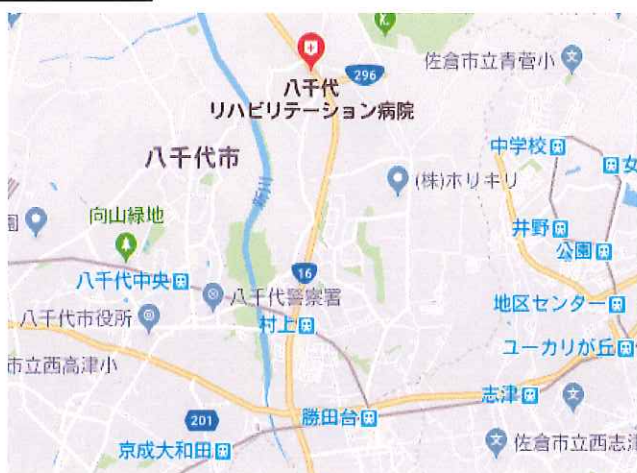 296
佐倉市立青菅小
八千代
リハビリテーション病院
中学校
女
八千代市
(株)ホリキリ
新川
園
向山緑地
井野
公園
16
八千代中央
八千代警察署
地区センター
八千代市役所
村上
ユーカリが丘
市立西高津小
志津
201
勝田台
京成大和田
佐倉市立西志津